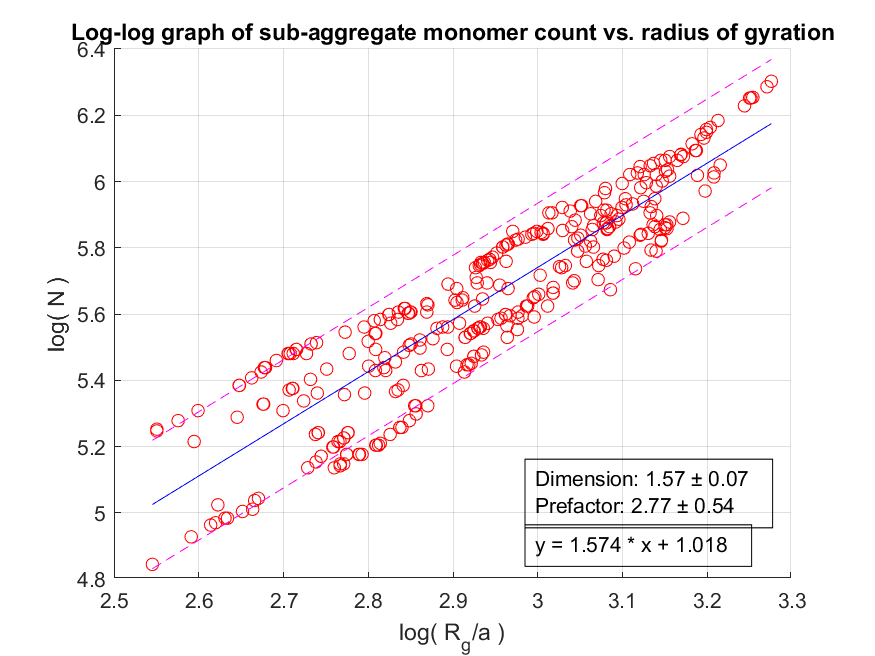 Log-log graph of sub-aggregate monomer count vs. radius of gyration
log( N )
6.4
6.2
6
5.8
5.6
5.4
5.2
5
4.8
Dimension: 1.57 ± 0.07
Prefactor: 2.77 ± 0.54
y = 1.574 * x + 1.018
2.5 2.6 2.7 2.8 2.9 3 3.1 3.2 3.3
log( R_g/a )